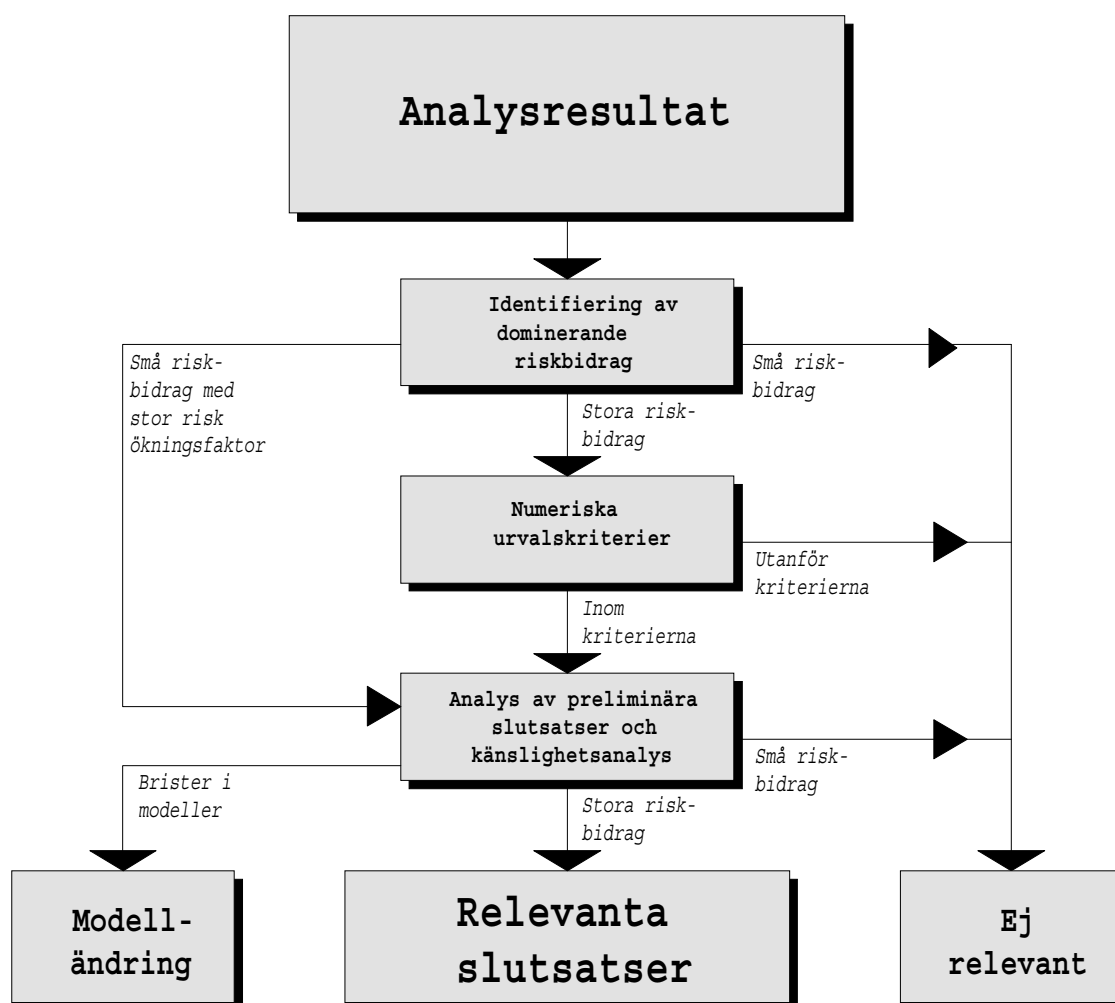 Analysresultat
Identifiering av
dominerande
riskbidrag
Små risk-
bidrag med
stor risk
ökningsfaktor
Små risk-
bidrag
Stora risk-
bidrag
Numeriska
urvalskriterier
Utanför
kriterierna
Inom
kriterierna
Analys av preliminära
slutsatser och
känslighetsanalys
Små risk-
bidrag
Brister i
modeller
Stora risk-
bidrag
Modell-
ändring
Relevanta
slutsatser
Ej
relevant